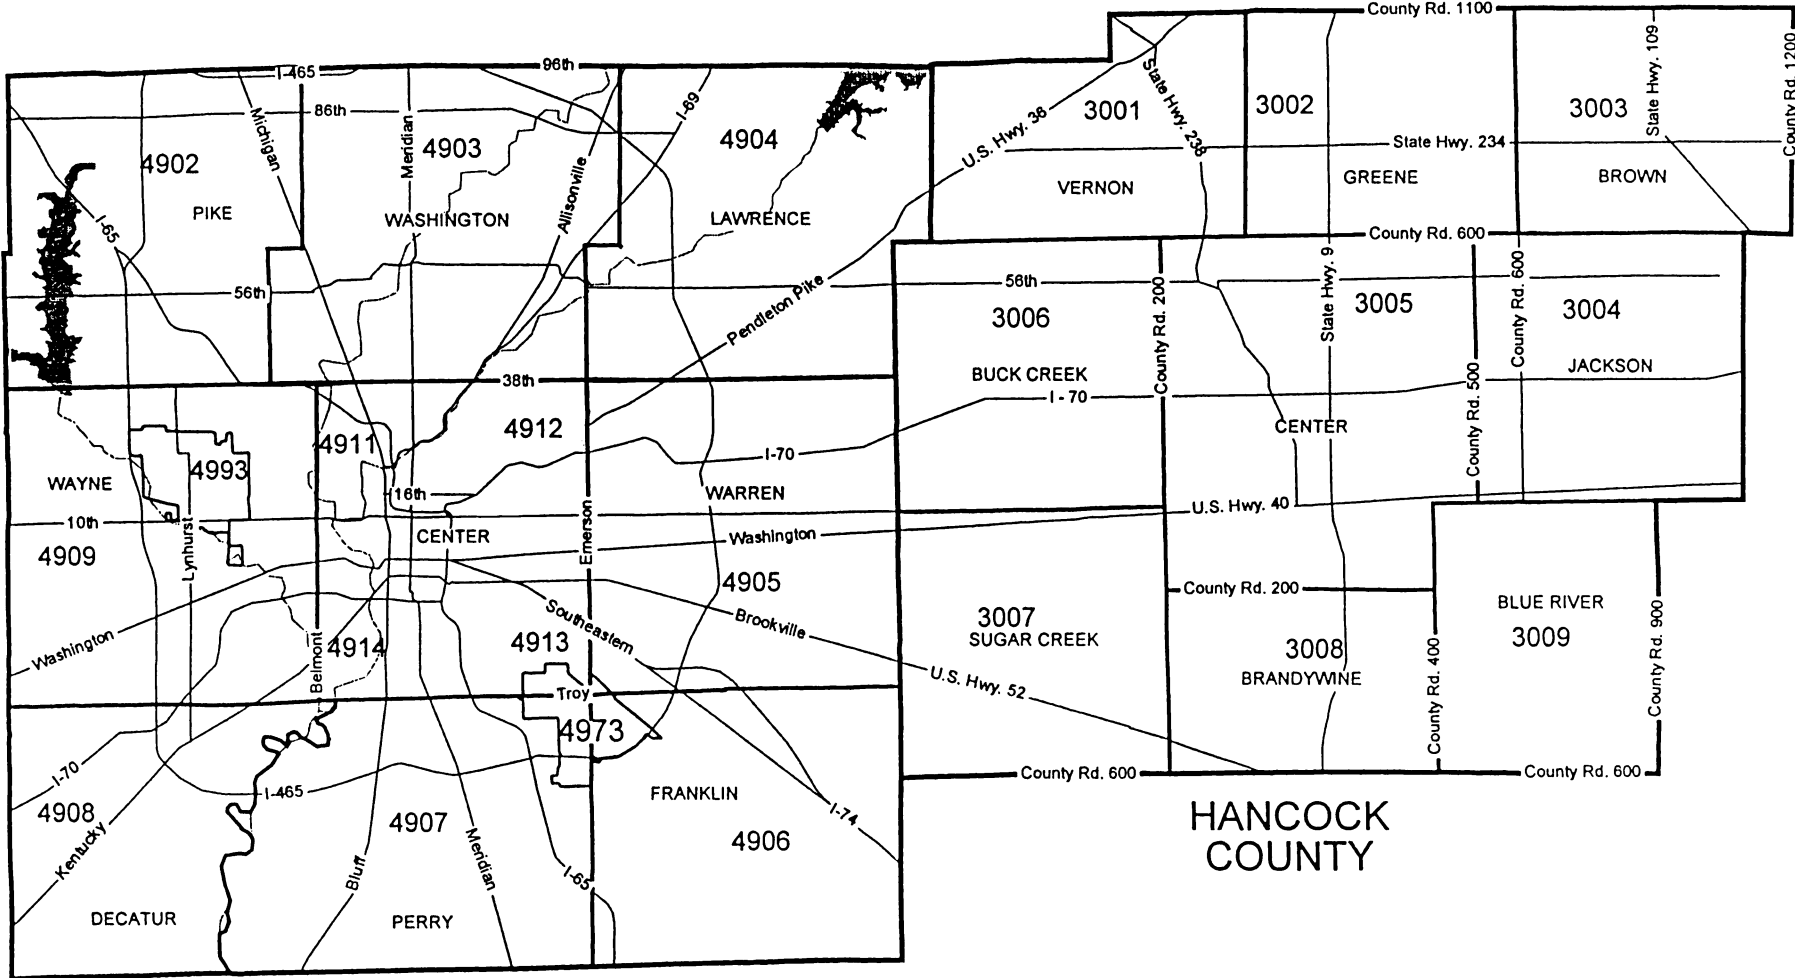 County Rd. 1100
96th
I-465
State Hwy. 109
County Rd. 1200
86th
I-69
Michigan
Meridian
4902
4903
4904
U.S. Hwy. 36
3001
State Hwy. 238
3002
3003
State Hwy. 234
Allisonville
PIKE
WASHINGTON
LAWRENCE
VERNON
GREENE
BROWN
I-65
County Rd. 600
56th
56th
Pendleton Pike
3006
County Rd. 200
State Hwy. 9
3005
County Rd. 600
3004
38th
BUCK CREEK
I - 70
JACKSON
County Rd. 500
4911
4912
CENTER
I-70
WAYNE
4993
16th
WARREN
U.S. Hwy. 40
10th
Lynhurst
CENTER
Emerson
Washington
4909
4905
County Rd. 200
BLUE RIVER
3009
County Rd. 900
Washington
Belmont
4914
4913
Southeastern
Brookville
3007
SUGAR CREEK
3008
BRANDYWINE
County Rd. 400
U.S. Hwy. 52
Troy
4973
I-70
I-465
County Rd. 600
County Rd. 600
4908
Kentucky
4907
FRANKLIN
4906
I-74
HANCOCK
COUNTY
Bluff
Meridian
I-65
DECATUR
PERRY